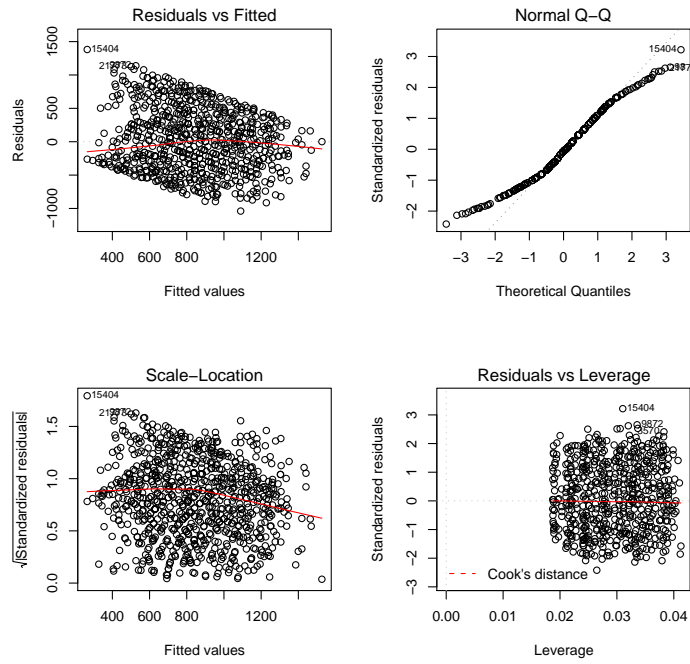 Residuals vs Fitted
Residuals
−1000 0 500 1500
15404
400 600 800 1200
Fitted values
Normal Q−Q
Standardized residuals
−2 −1 0 1 2 3
15404
−3 −2 −1 0 1 2 3
Theoretical Quantiles
Scale−Location
√|Standardized residuals|
0.0 0.5 1.0 1.5
15404
400 600 800 1200
Fitted values
Residuals vs Leverage
Standardized residuals
−3 −2 −1 0 1 2 3
15404
Cook's distance
0.00 0.01 0.02 0.03 0.04
Leverage